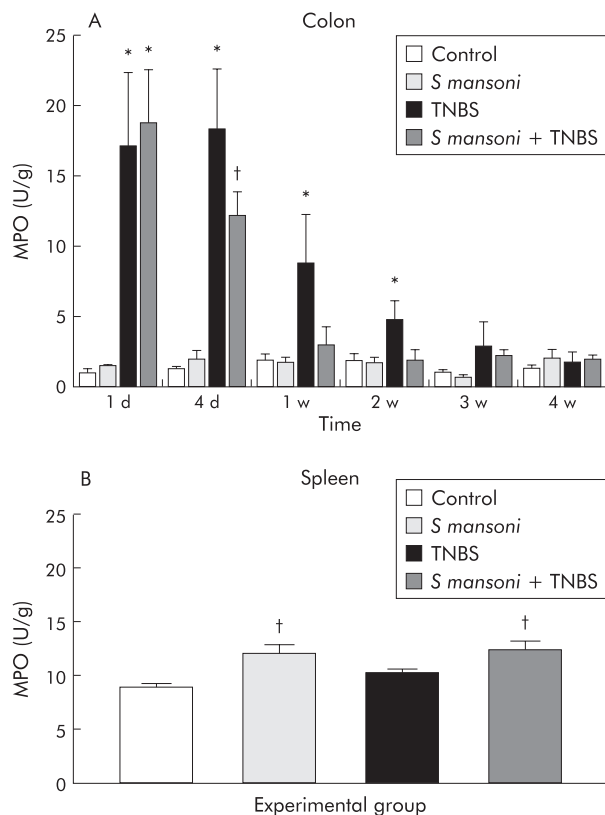 A
Colon
25
20
15
10
5
0
MPO (U/g)
Control
S mansoni
TNBS
S mansoni + TNBS
* * * † * *
1 d 4 d 1 w 2 w 3 w 4 w
Time
B
Spleen
25
20
15
10
5
0
MPO (U/g)
Control
S mansoni
TNBS
S mansoni + TNBS
† †
Experimental group